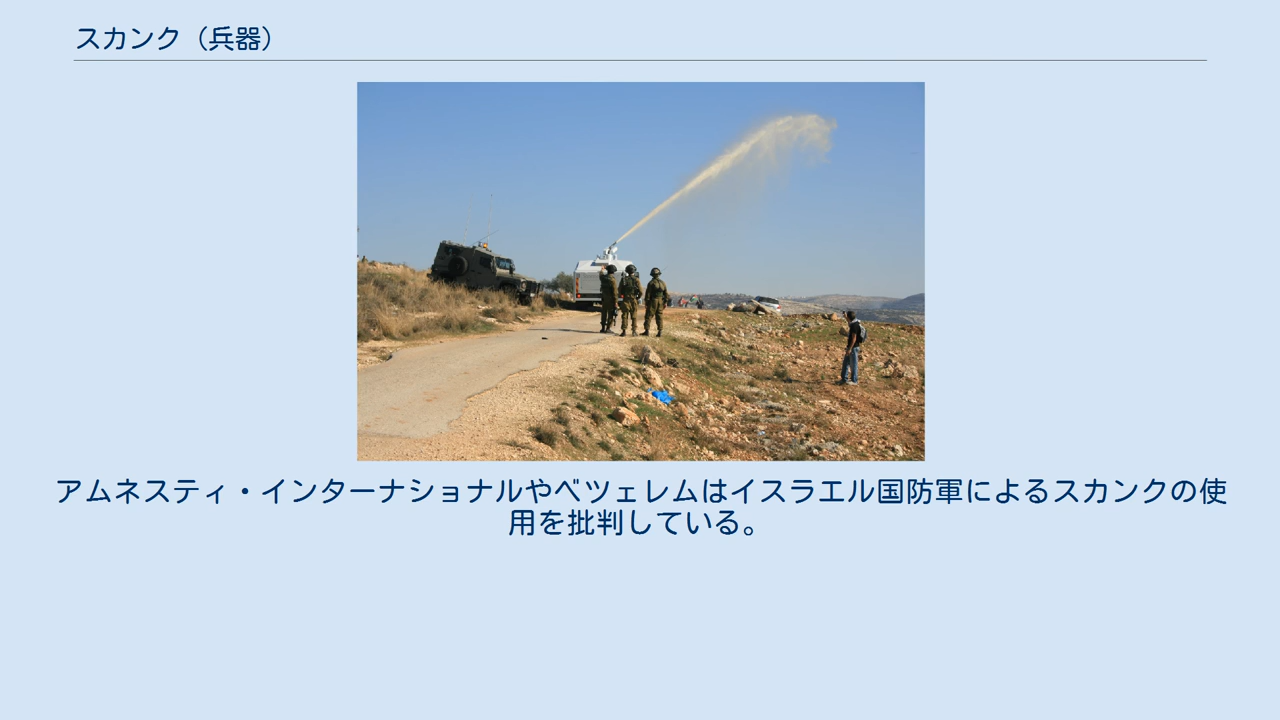 スカンク（兵器）
アムネスティ・インターナショナルやベツェレムはイスラエル国防軍によるスカンクの使
用を批判している。